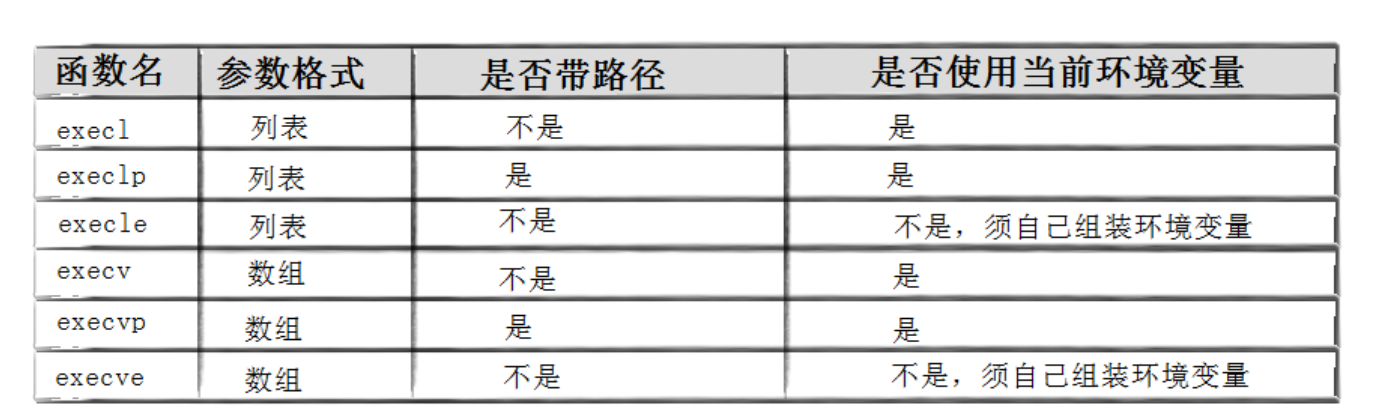 函数名 参数格式 是否带路径 是否使用当前环境变量
execl 列表 不是 是
execlp 列表 是 是
execle 列表 不是 不是，须自己组装环境变量
execv 数组 不是 是
execvp 数组 是 是
execve 数组 不是 不是，须自己组装环境变量